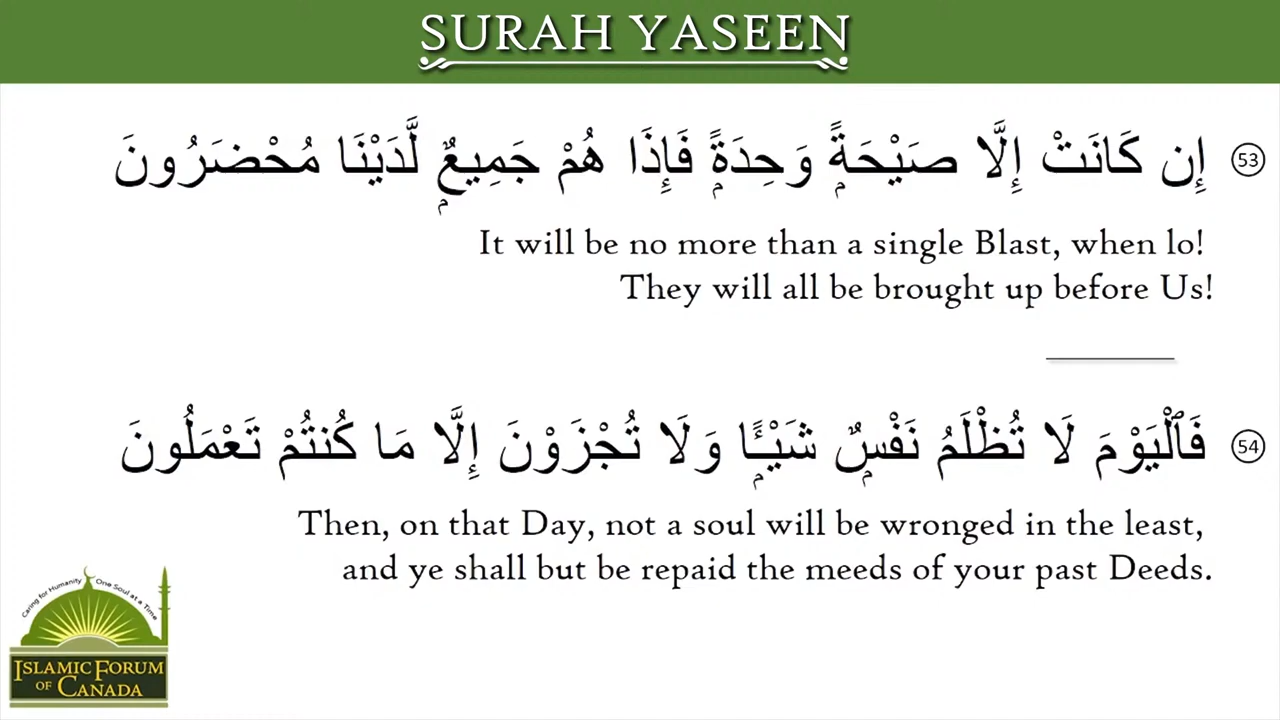 SURAH YASEEN
إِن كَانَتْ إِلَّا صَيْحَةًۭ وَحِدَةًۭ فَإِذَا هُمْ جَمِيعٌۭ لَّدَيْنَا مُحْضَرُونَ 53
It will be no more than a single Blast, when lo!
They will all be brought up before Us!
فَٱلْيَوْمَ لَا تُظْلَمُ نَفْسٌۭ شَيْـًۭٔا وَلَا تُجْزَوْنَ إِلَّا مَا كُنتُمْ تَعْمَلُونَ 54
Then, on that Day, not a soul will be wronged in the least,
and ye shall but be repaid the meeds of your past Deeds.
Caring for Humanity One Soul at a Time
ISLAMIC FORUM
OF CANADA